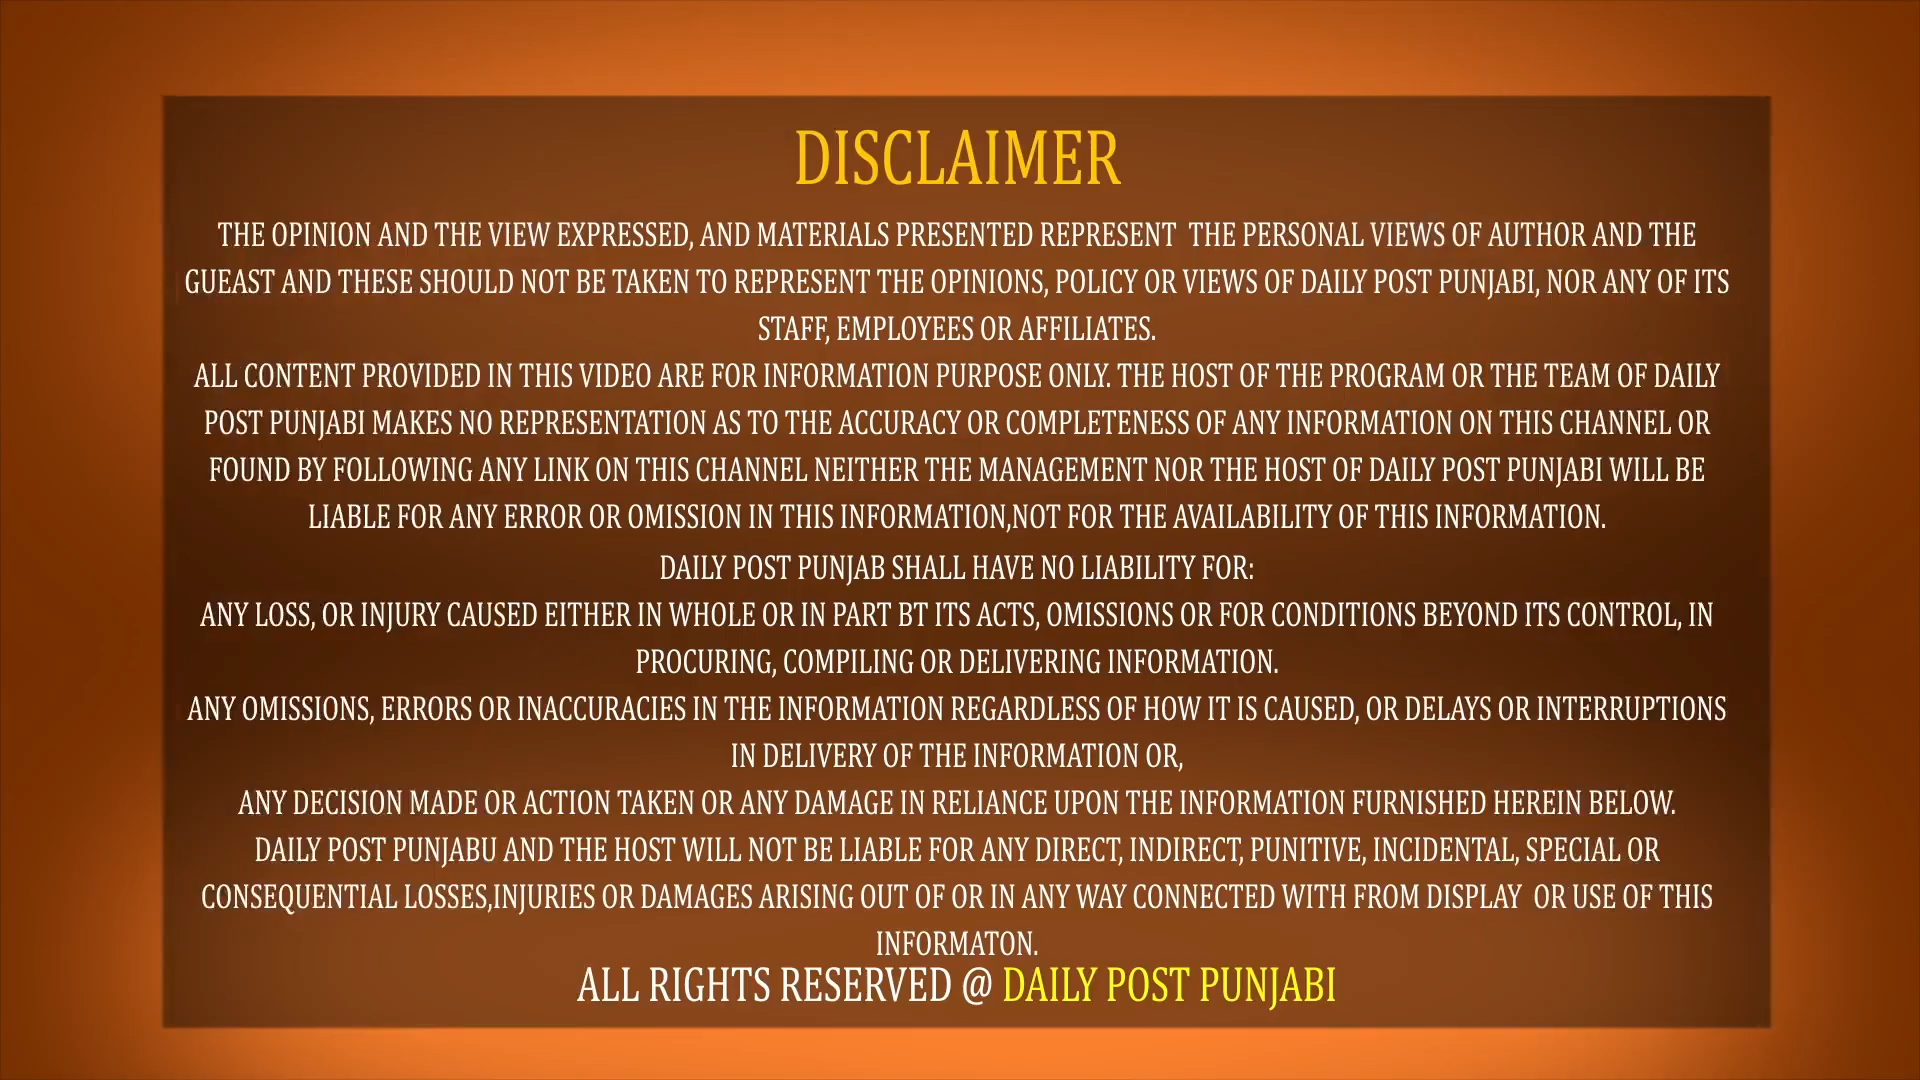 DISCLAIMER
THE OPINION AND THE VIEW EXPRESSED, AND MATERIALS PRESENTED REPRESENT THE PERSONAL VIEWS OF AUTHOR AND THE
GUEAST AND THESE SHOULD NOT BE TAKEN TO REPRESENT THE OPINIONS, POLICY OR VIEWS OF DAILY POST PUNJABI, NOR ANY OF ITS
STAFF, EMPLOYEES OR AFFILIATES.
ALL CONTENT PROVIDED IN THIS VIDEO ARE FOR INFORMATION PURPOSE ONLY. THE HOST OF THE PROGRAM OR THE TEAM OF DAILY
POST PUNJABI MAKES NO REPRESENTATION AS TO THE ACCURACY OR COMPLETENESS OF ANY INFORMATION ON THIS CHANNEL OR
FOUND BY FOLLOWING ANY LINK ON THIS CHANNEL NEITHER THE MANAGEMENT NOR THE HOST OF DAILY POST PUNJABI WILL BE
LIABLE FOR ANY ERROR OR OMISSION IN THIS INFORMATION,NOT FOR THE AVAILABILITY OF THIS INFORMATION.
DAILY POST PUNJAB SHALL HAVE NO LIABILITY FOR:
ANY LOSS, OR INJURY CAUSED EITHER IN WHOLE OR IN PART BT ITS ACTS, OMISSIONS OR FOR CONDITIONS BEYOND ITS CONTROL, IN
PROCURING, COMPILING OR DELIVERING INFORMATION.
ANY OMISSIONS, ERRORS OR INACCURACIES IN THE INFORMATION REGARDLESS OF HOW IT IS CAUSED, OR DELAYS OR INTERRUPTIONS
IN DELIVERY OF THE INFORMATION OR,
ANY DECISION MADE OR ACTION TAKEN OR ANY DAMAGE IN RELIANCE UPON THE INFORMATION FURNISHED HEREIN BELOW.
DAILY POST PUNJABU AND THE HOST WILL NOT BE LIABLE FOR ANY DIRECT, INDIRECT, PUNITIVE, INCIDENTAL, SPECIAL OR
CONSEQUENTIAL LOSSES,INJURIES OR DAMAGES ARISING OUT OF OR IN ANY WAY CONNECTED WITH FROM DISPLAY OR USE OF THIS
INFORMATON.
ALL RIGHTS RESERVED @ DAILY POST PUNJABI